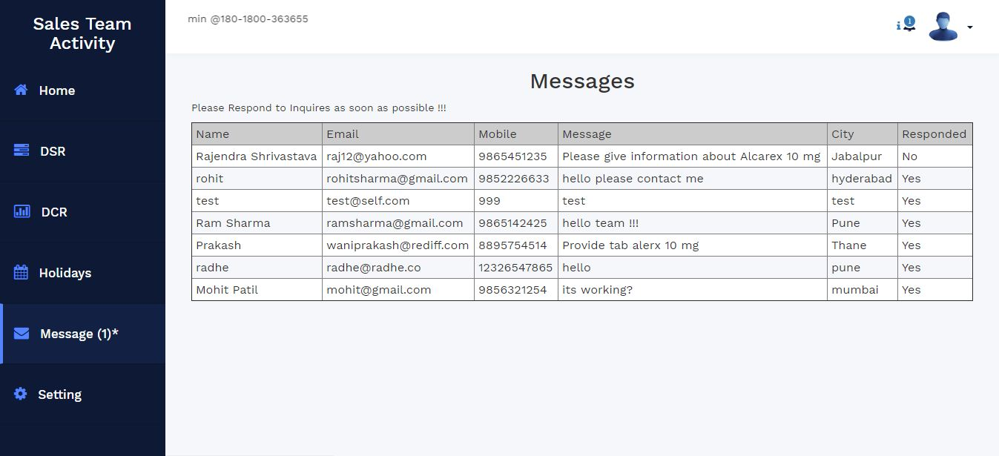 Sales Team
Activity
Home
DSR
DCR
Holidays
Message (1)*
Setting
min @180-1800-363655
i 1
Messages
Please Respond to Inquires as soon as possible !!!
Name Email Mobile Message City Responded
Rajendra Shrivastava raj12@yahoo.com 9865451235 Please give information about Alcarex 10 mg Jabalpur No
rohit rohitsharma@gmail.com 9852226633 hello please contact me hyderabad Yes
test test@self.com 999 test test Yes
Ram Sharma ramsharma@gmail.com 9865142425 hello team !!! Pune Yes
Prakash waniprakash@rediff.com 8895754514 Provide tab alerx 10 mg Thane Yes
radhe radhe@radhe.co 12326547865 hello pune Yes
Mohit Patil mohit@gmail.com 9856321254 its working? mumbai Yes